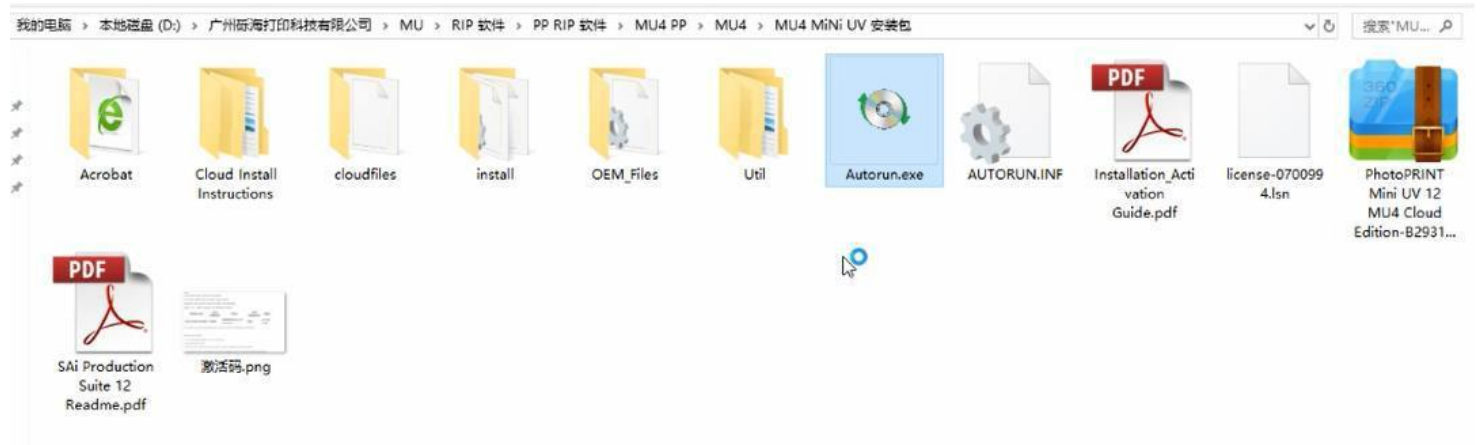 我的电脑 › 本地磁盘 (D:) › 广州砾海打印科技有限公司 › MU › RIP 软件 › PP RIP 软件 › MU4 PP › MU4 › MU4 MiNi UV 安装包
搜索"MU...
Acrobat
Cloud Install
Instructions
cloudfiles
install
OEM_Files
Util
Autorun.exe
AUTORUN.INF
PDF
Installation_Acti
vation
Guide.pdf
license-070099
4.lsn
360
ZIP
PhotoPRINT
Mini UV 12
MU4 Cloud
Edition-B2931...
PDF
SAi Production
Suite 12
Readme.pdf
激活码.png